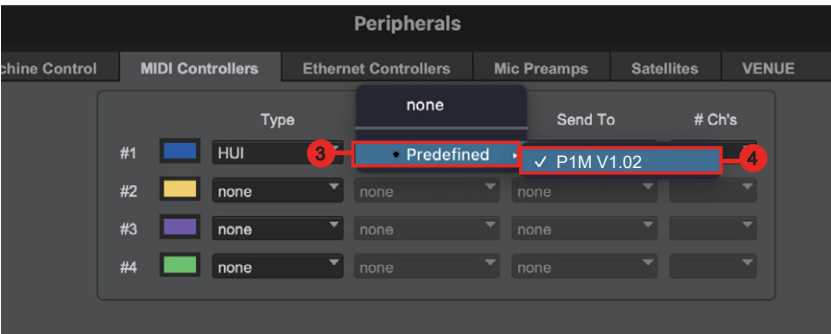 Peripherals
chine Control MIDI Controllers Ethernet Controllers Mic Preamps Satellites VENUE
none
Type Send To # Ch's
#1 HUI 3 Predefined ✓ P1M V1.02 4
#2 none none none
#3 none none none
#4 none none none